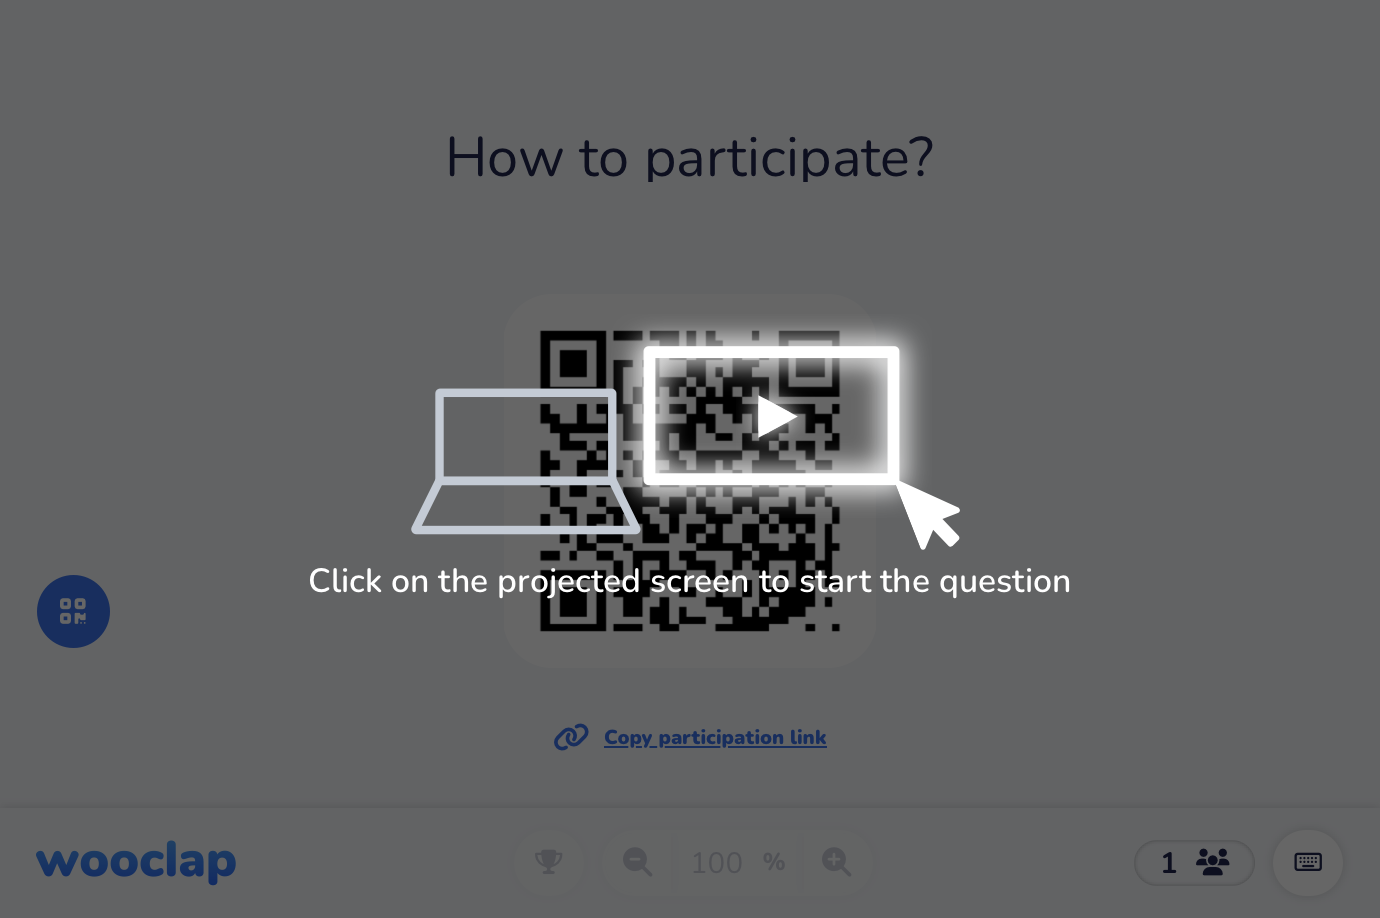 How to participate?
Click on the projected screen to start the question
Copy participation link
wooclap
100 %
1